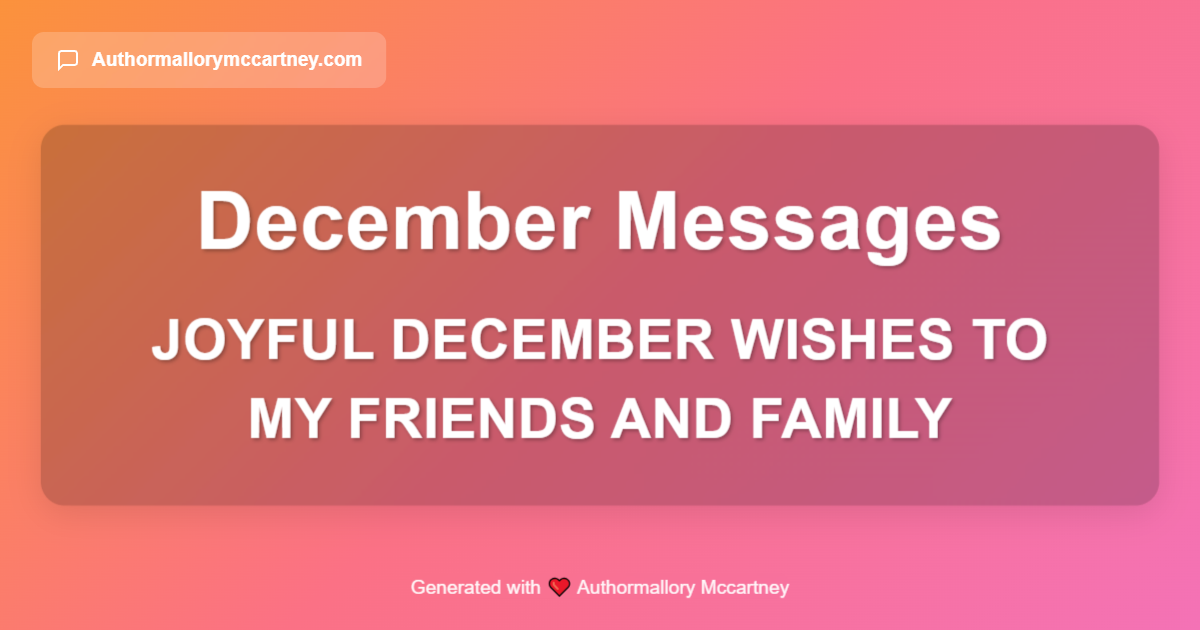 Authormallorymccartney.com
December Messages
JOYFUL DECEMBER WISHES TO
MY FRIENDS AND FAMILY
Generated with ❤️ Authormallory Mccartney